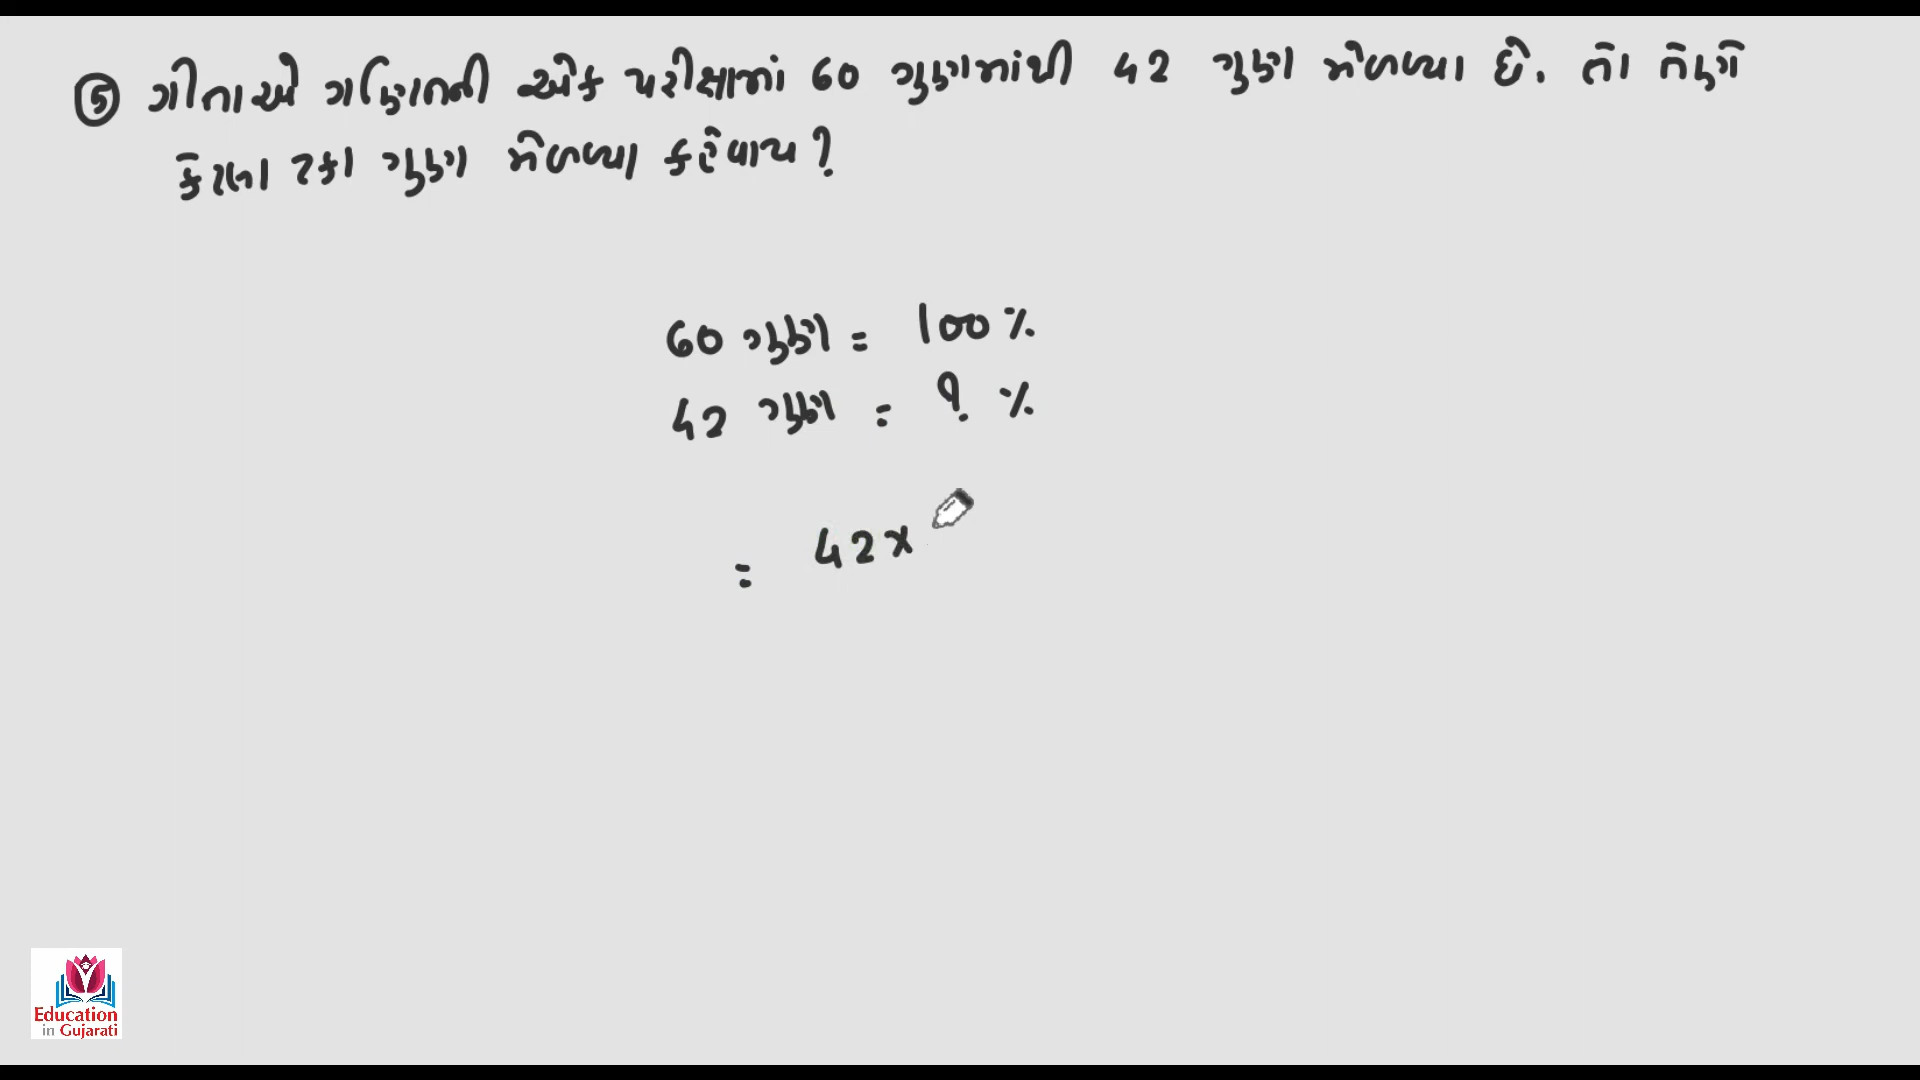 ⑤ ગીતાએ ગણિતની એક પરીક્ષામાં 60 ગુણમાંથી 42 ગુણ મેળવ્યા છે. તો તેણે
કેટલા ટકા ગુણ મેળવ્યા કહેવાય?
60 ગુણ = 100 %
42 ગુણ = ? %
= 42 ×
Education
in Gujarati